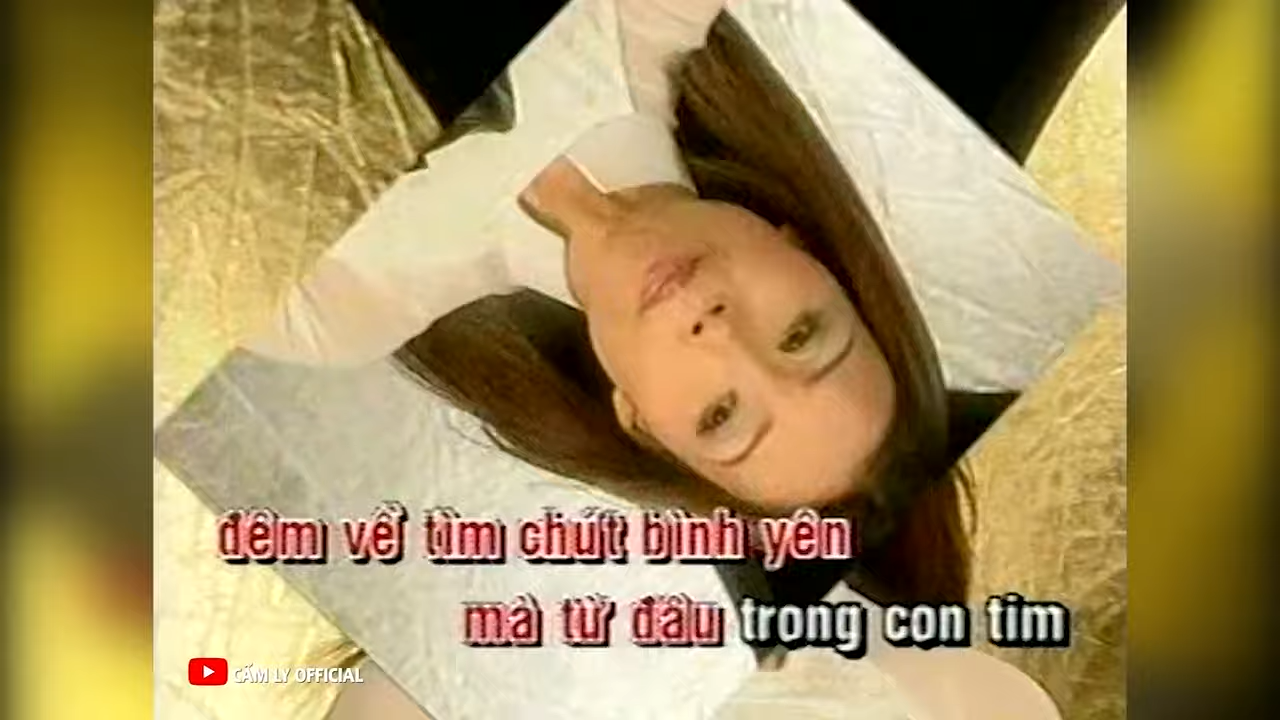 đêm về tìm chút bình yên
mà từ đâu trong con tim
CẨM LY OFFICIAL